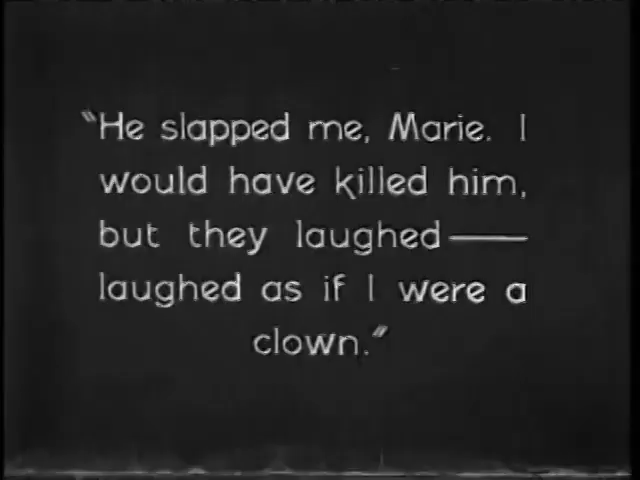 "He slapped me, Marie. I
would have killed him,
but they laughed——
laughed as if I were a
clown."